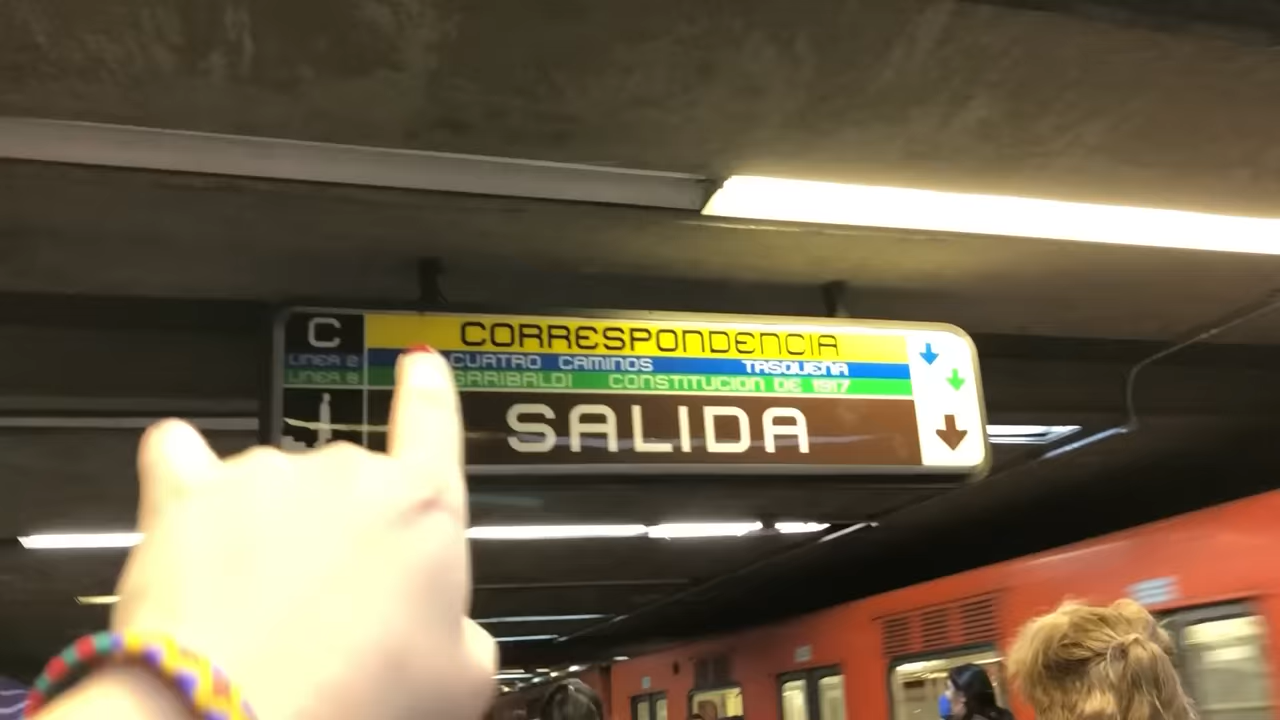 C CORRESPONDENCIA
LINEA 2 CUATRO CAMINOS TASQUEÑA
LINEA 8 GARIBALDI CONSTITUCION DE 1917
SALIDA